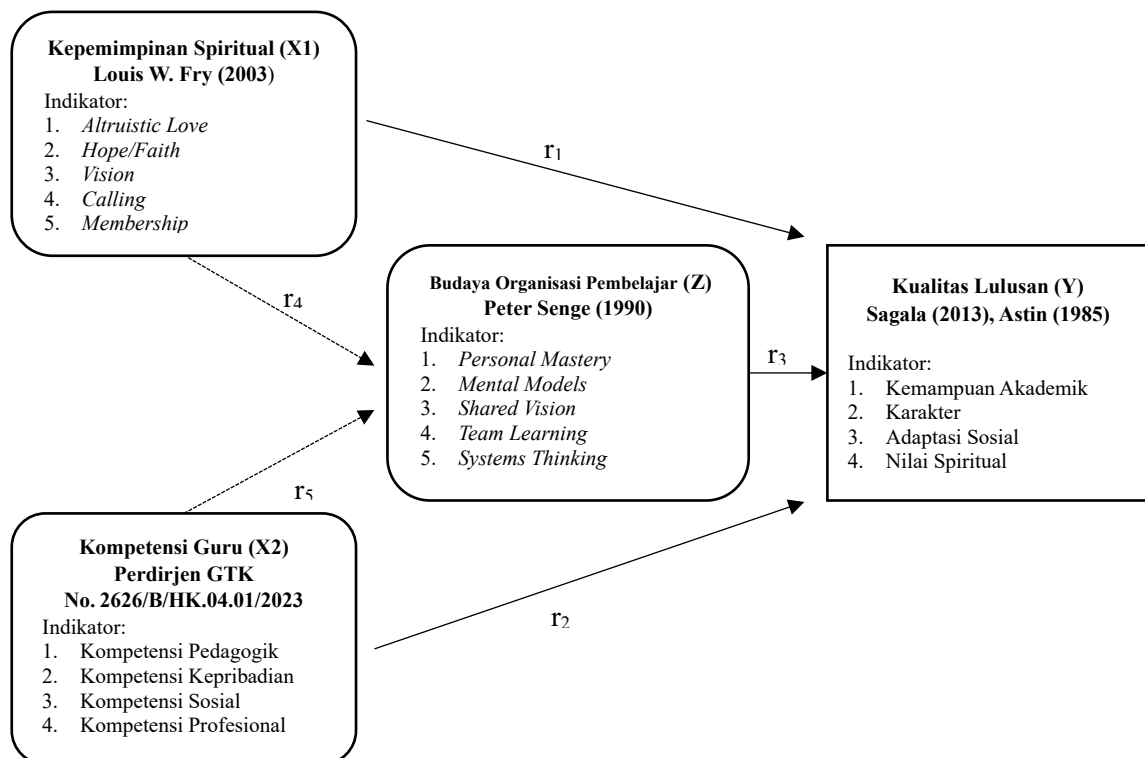 Kepemimpinan Spiritual (X1)
Louis W. Fry (2003)
Indikator:
1. Altruistic Love
2. Hope/Faith
3. Vision
4. Calling
5. Membership
r1
r4
Budaya Organisasi Pembelajar (Z)
Peter Senge (1990)
Indikator:
1. Personal Mastery
2. Mental Models
3. Shared Vision
4. Team Learning
5. Systems Thinking
r3
Kualitas Lulusan (Y)
Sagala (2013), Astin (1985)
Indikator:
1. Kemampuan Akademik
2. Karakter
3. Adaptasi Sosial
4. Nilai Spiritual
r5
Kompetensi Guru (X2)
Perdirjen GTK
No. 2626/B/HK.04.01/2023
Indikator:
1. Kompetensi Pedagogik
2. Kompetensi Kepribadian
3. Kompetensi Sosial
4. Kompetensi Profesional
r2